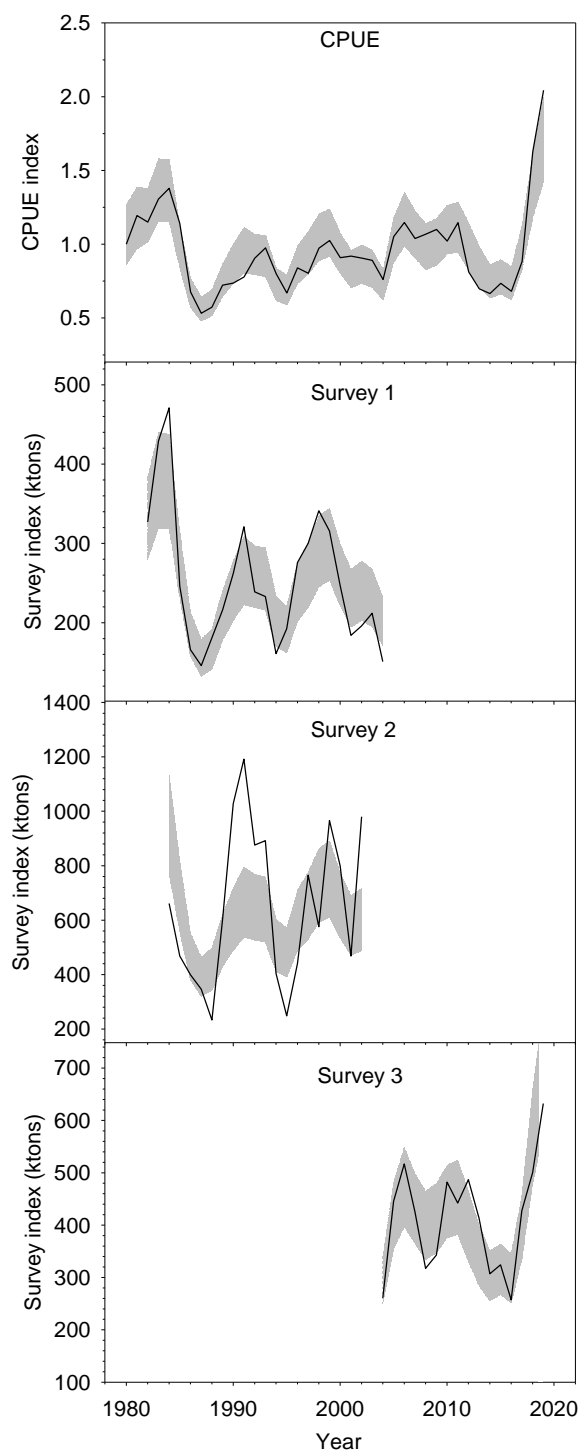 CPUE
CPUE index
2.5
2.0
1.5
1.0
0.5
Survey 1
Survey index (ktons)
500
400
300
200
Survey 2
Survey index (ktons)
1400
1200
1000
800
600
400
200
Survey 3
Survey index (ktons)
700
600
500
400
300
200
100
1980 1990 2000 2010 2020
Year